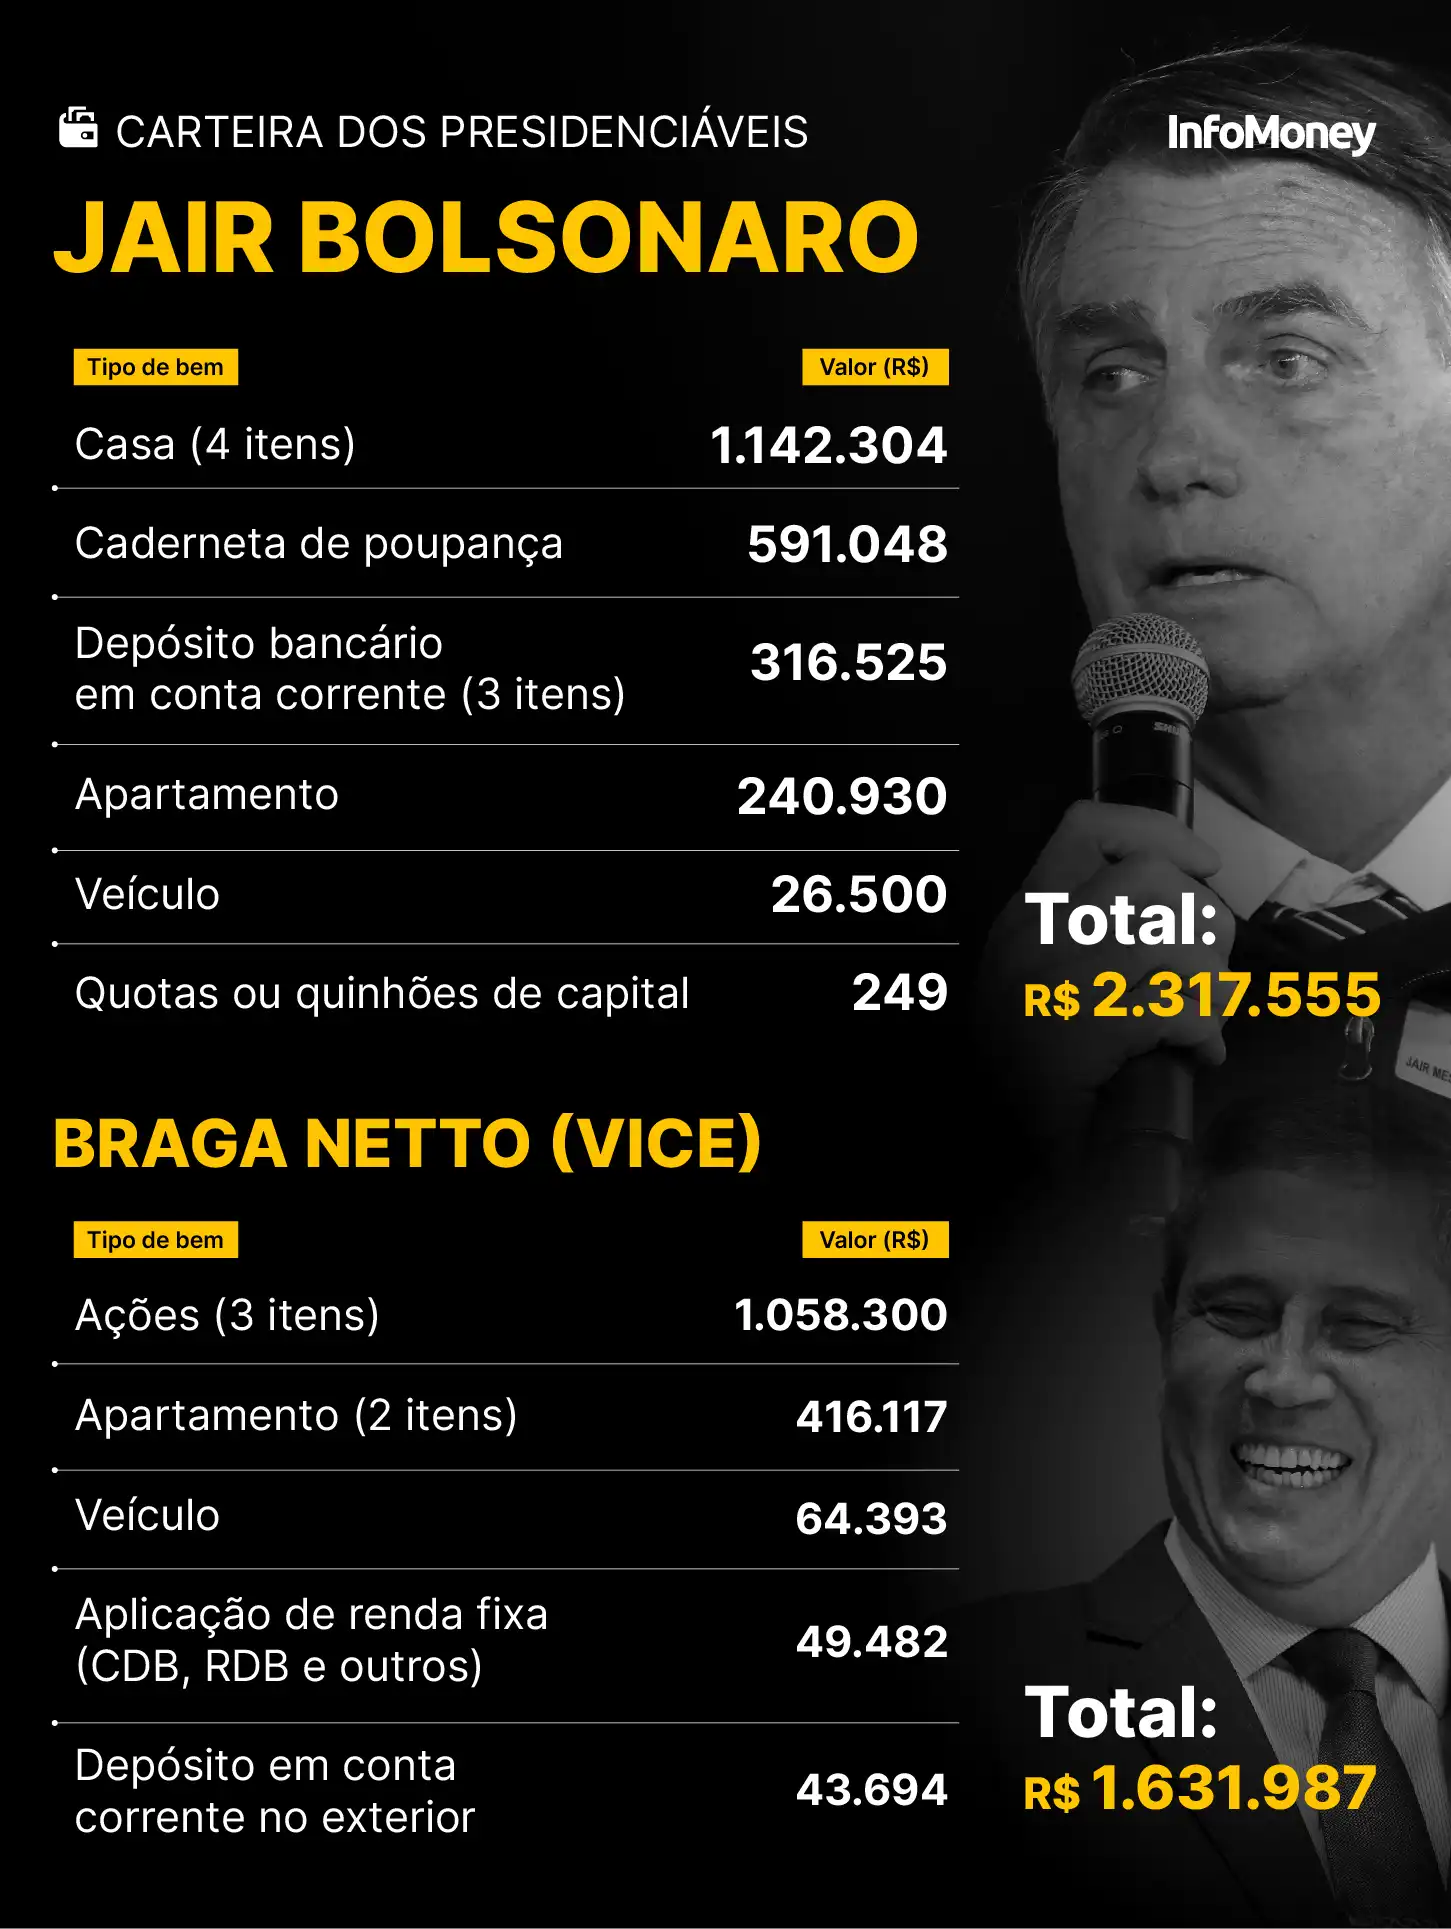 CARTEIRA DOS PRESIDENCIÁVEIS
InfoMoney
JAIR BOLSONARO
Tipo de bem Valor (R$)
Casa (4 itens) 1.142.304
Caderneta de poupança 591.048
Depósito bancário
em conta corrente (3 itens) 316.525
Apartamento 240.930
Veículo 26.500
Quotas ou quinhões de capital 249
Total:
R$ 2.317.555
JAIR
BRAGA NETTO (VICE)
Tipo de bem Valor (R$)
Ações (3 itens) 1.058.300
Apartamento (2 itens) 416.117
Veículo 64.393
Aplicação de renda fixa
(CDB, RDB e outros) 49.482
Depósito em conta
corrente no exterior 43.694
Total:
R$ 1.631.987